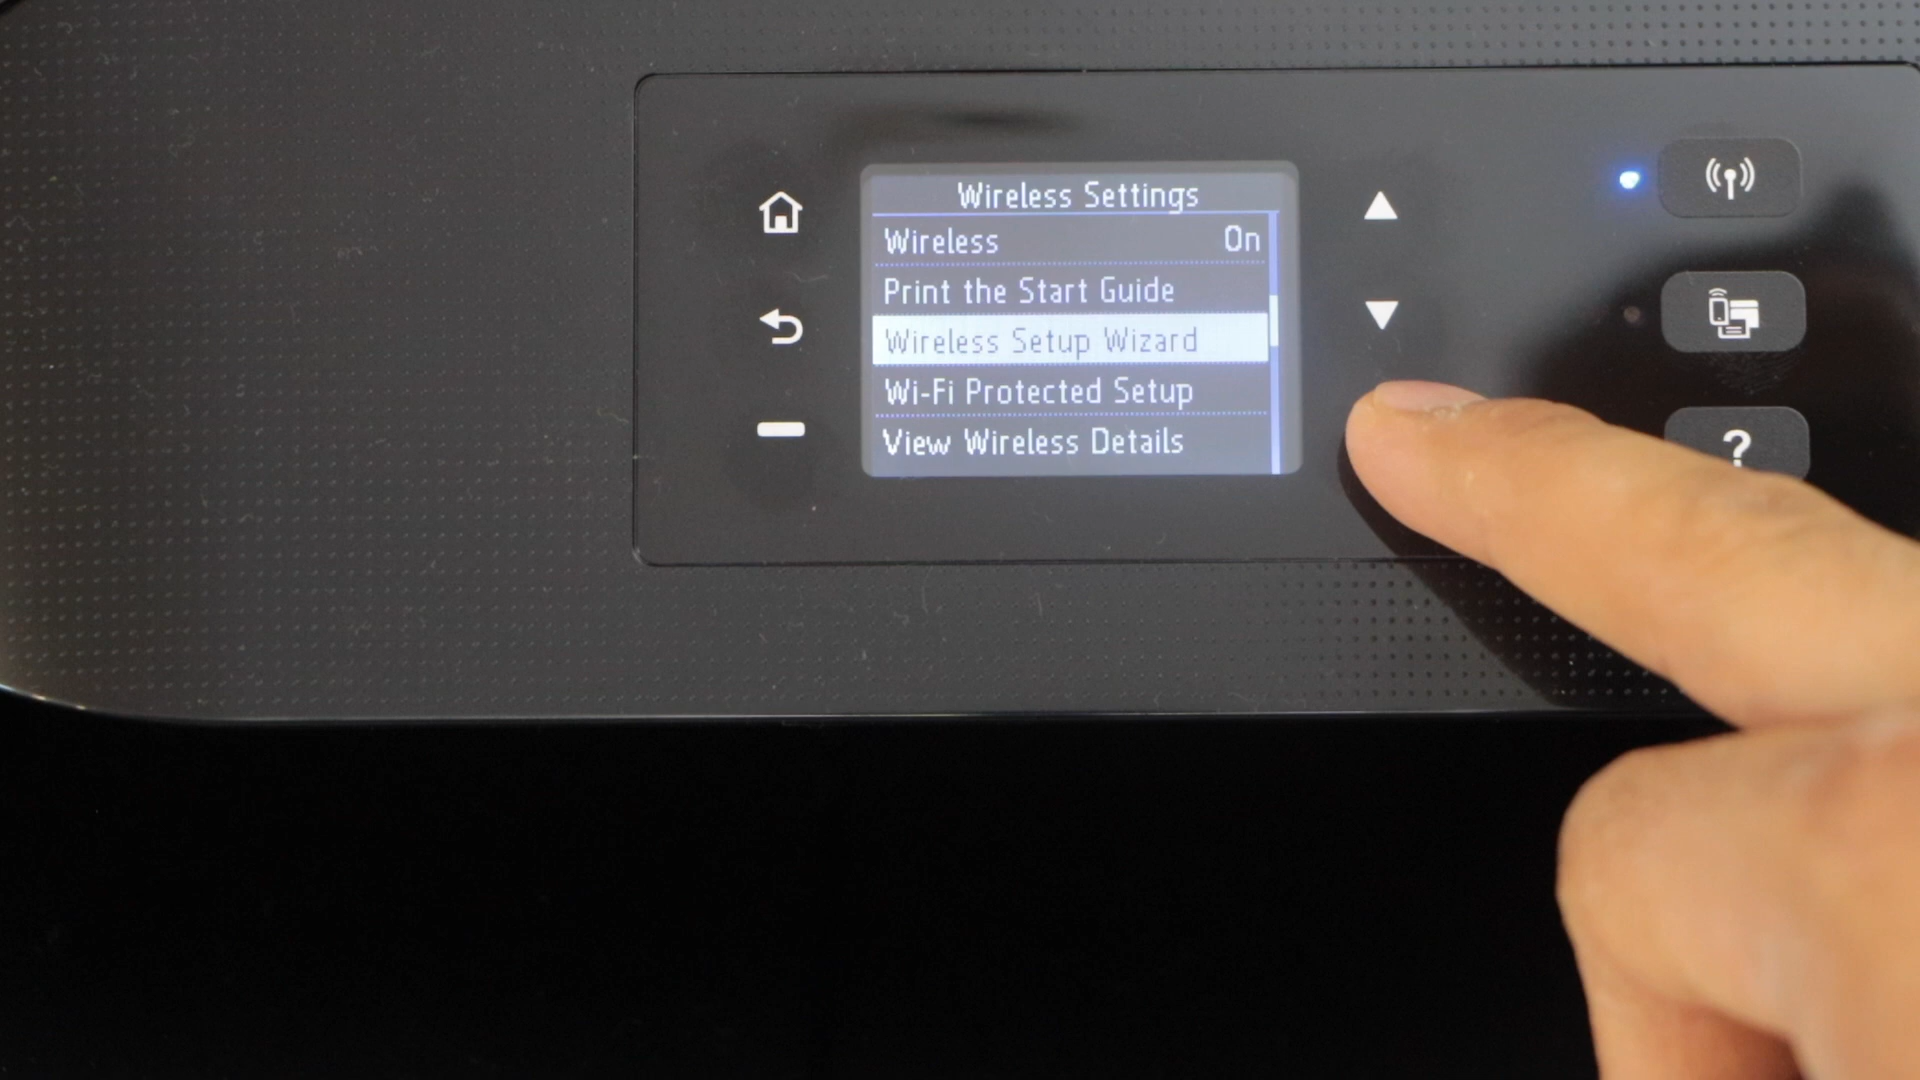 Wireless Settings
Wireless On
Print the Start Guide
Wireless Setup Wizard
Wi-Fi Protected Setup
View Wireless Details
?